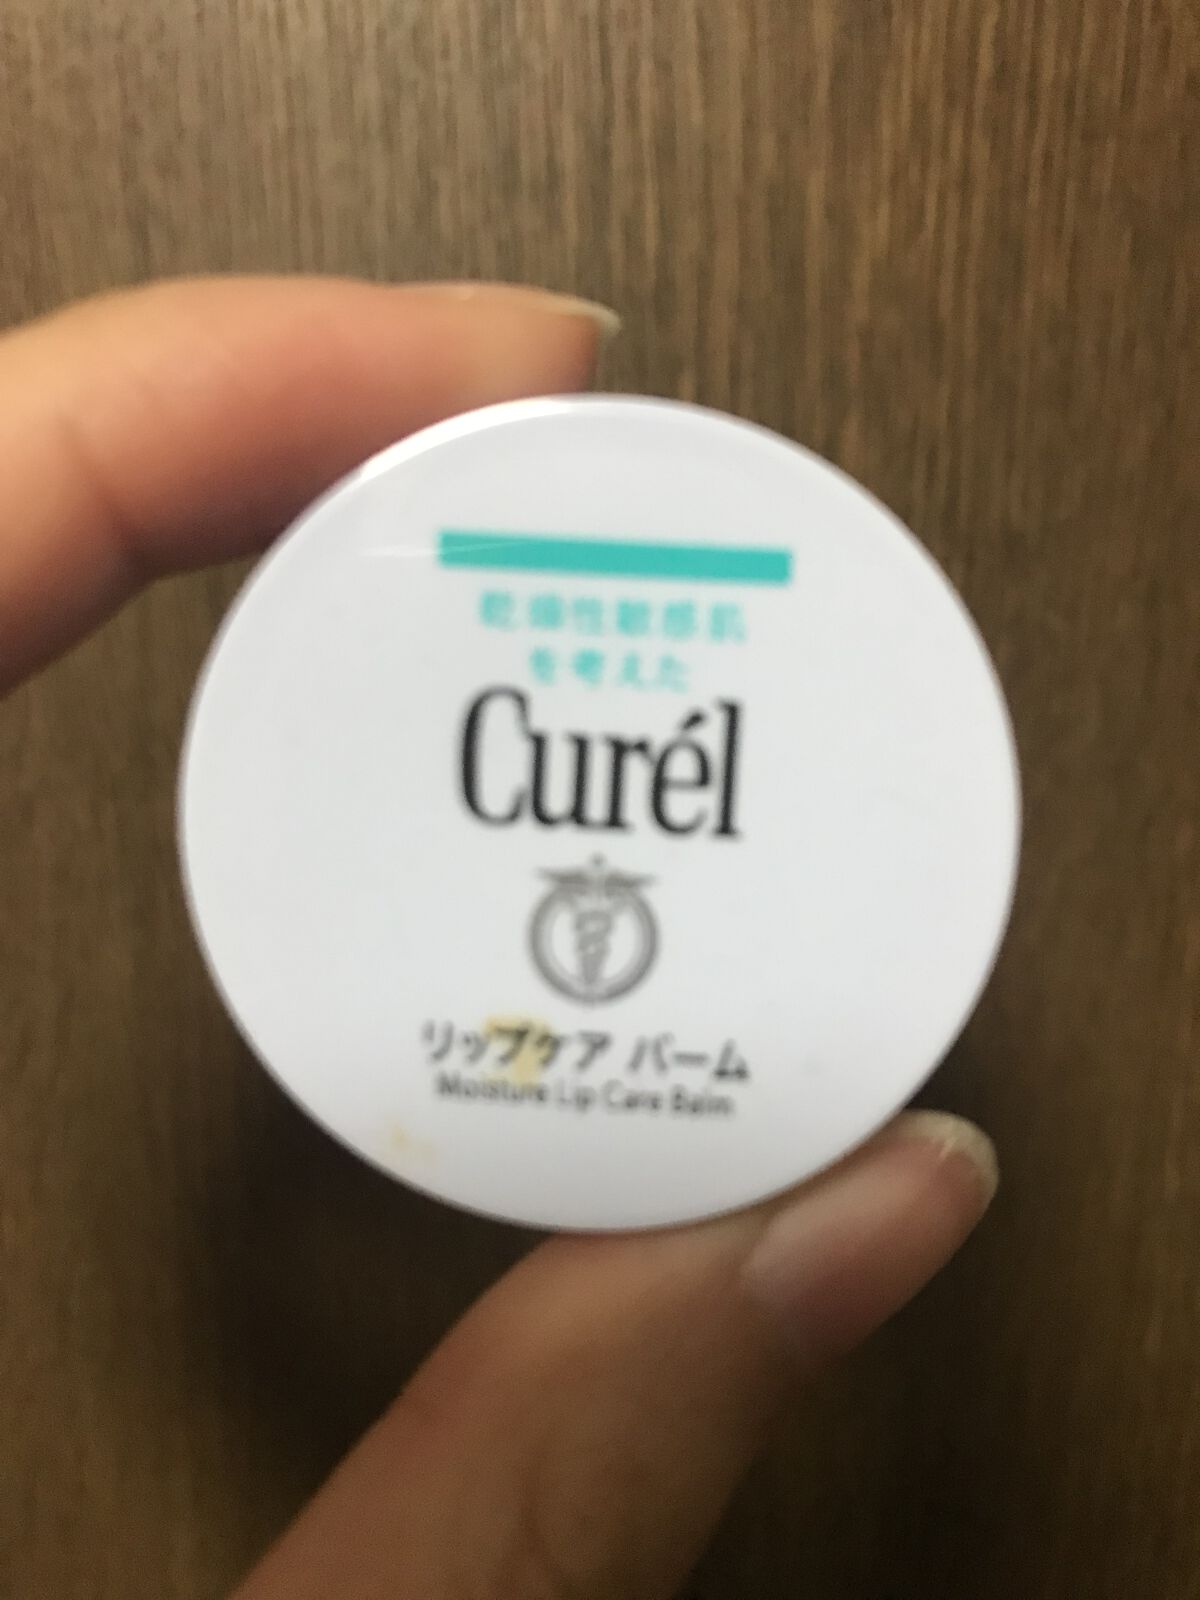 乾燥性敏感肌
を考えた
Curél
リップケア バーム
Moisture Lip Care Balm